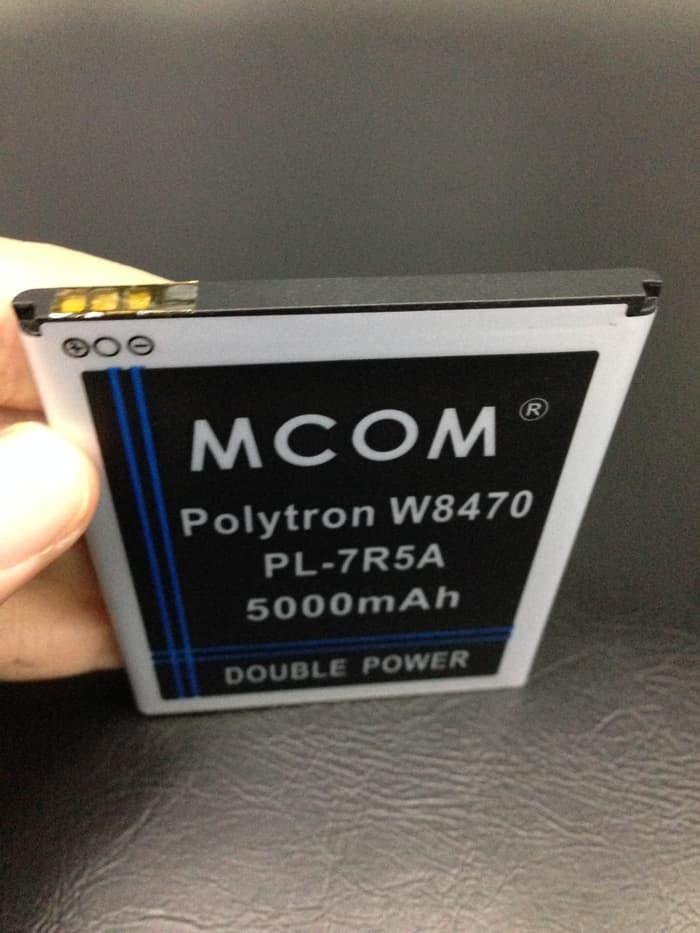 ⊕○⊖
MCOM®
Polytron W8470
PL-7R5A
5000mAh
DOUBLE POWER